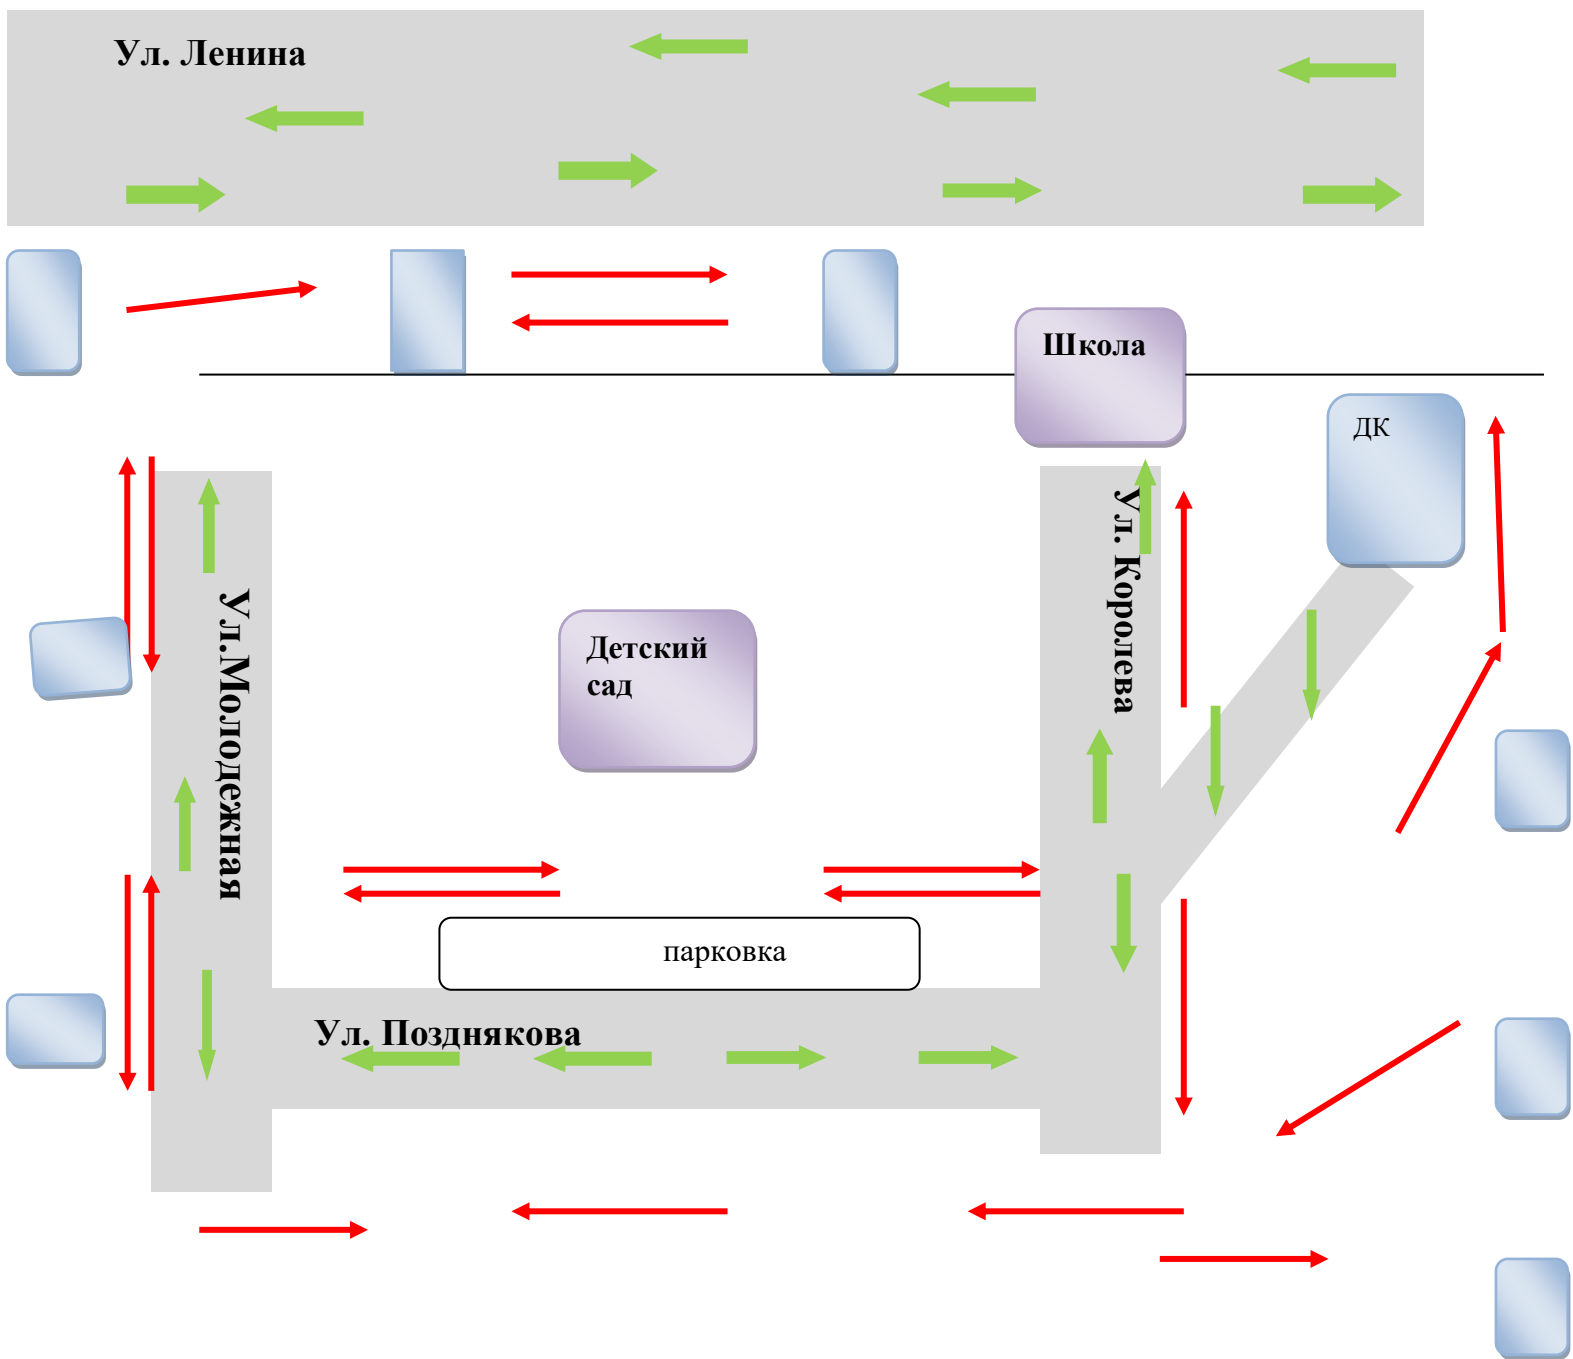 Ул. Ленина
Школа
ДК
Ул. Королева
Ул.Молодежная
Детский
сад
парковка
Ул. Позднякова